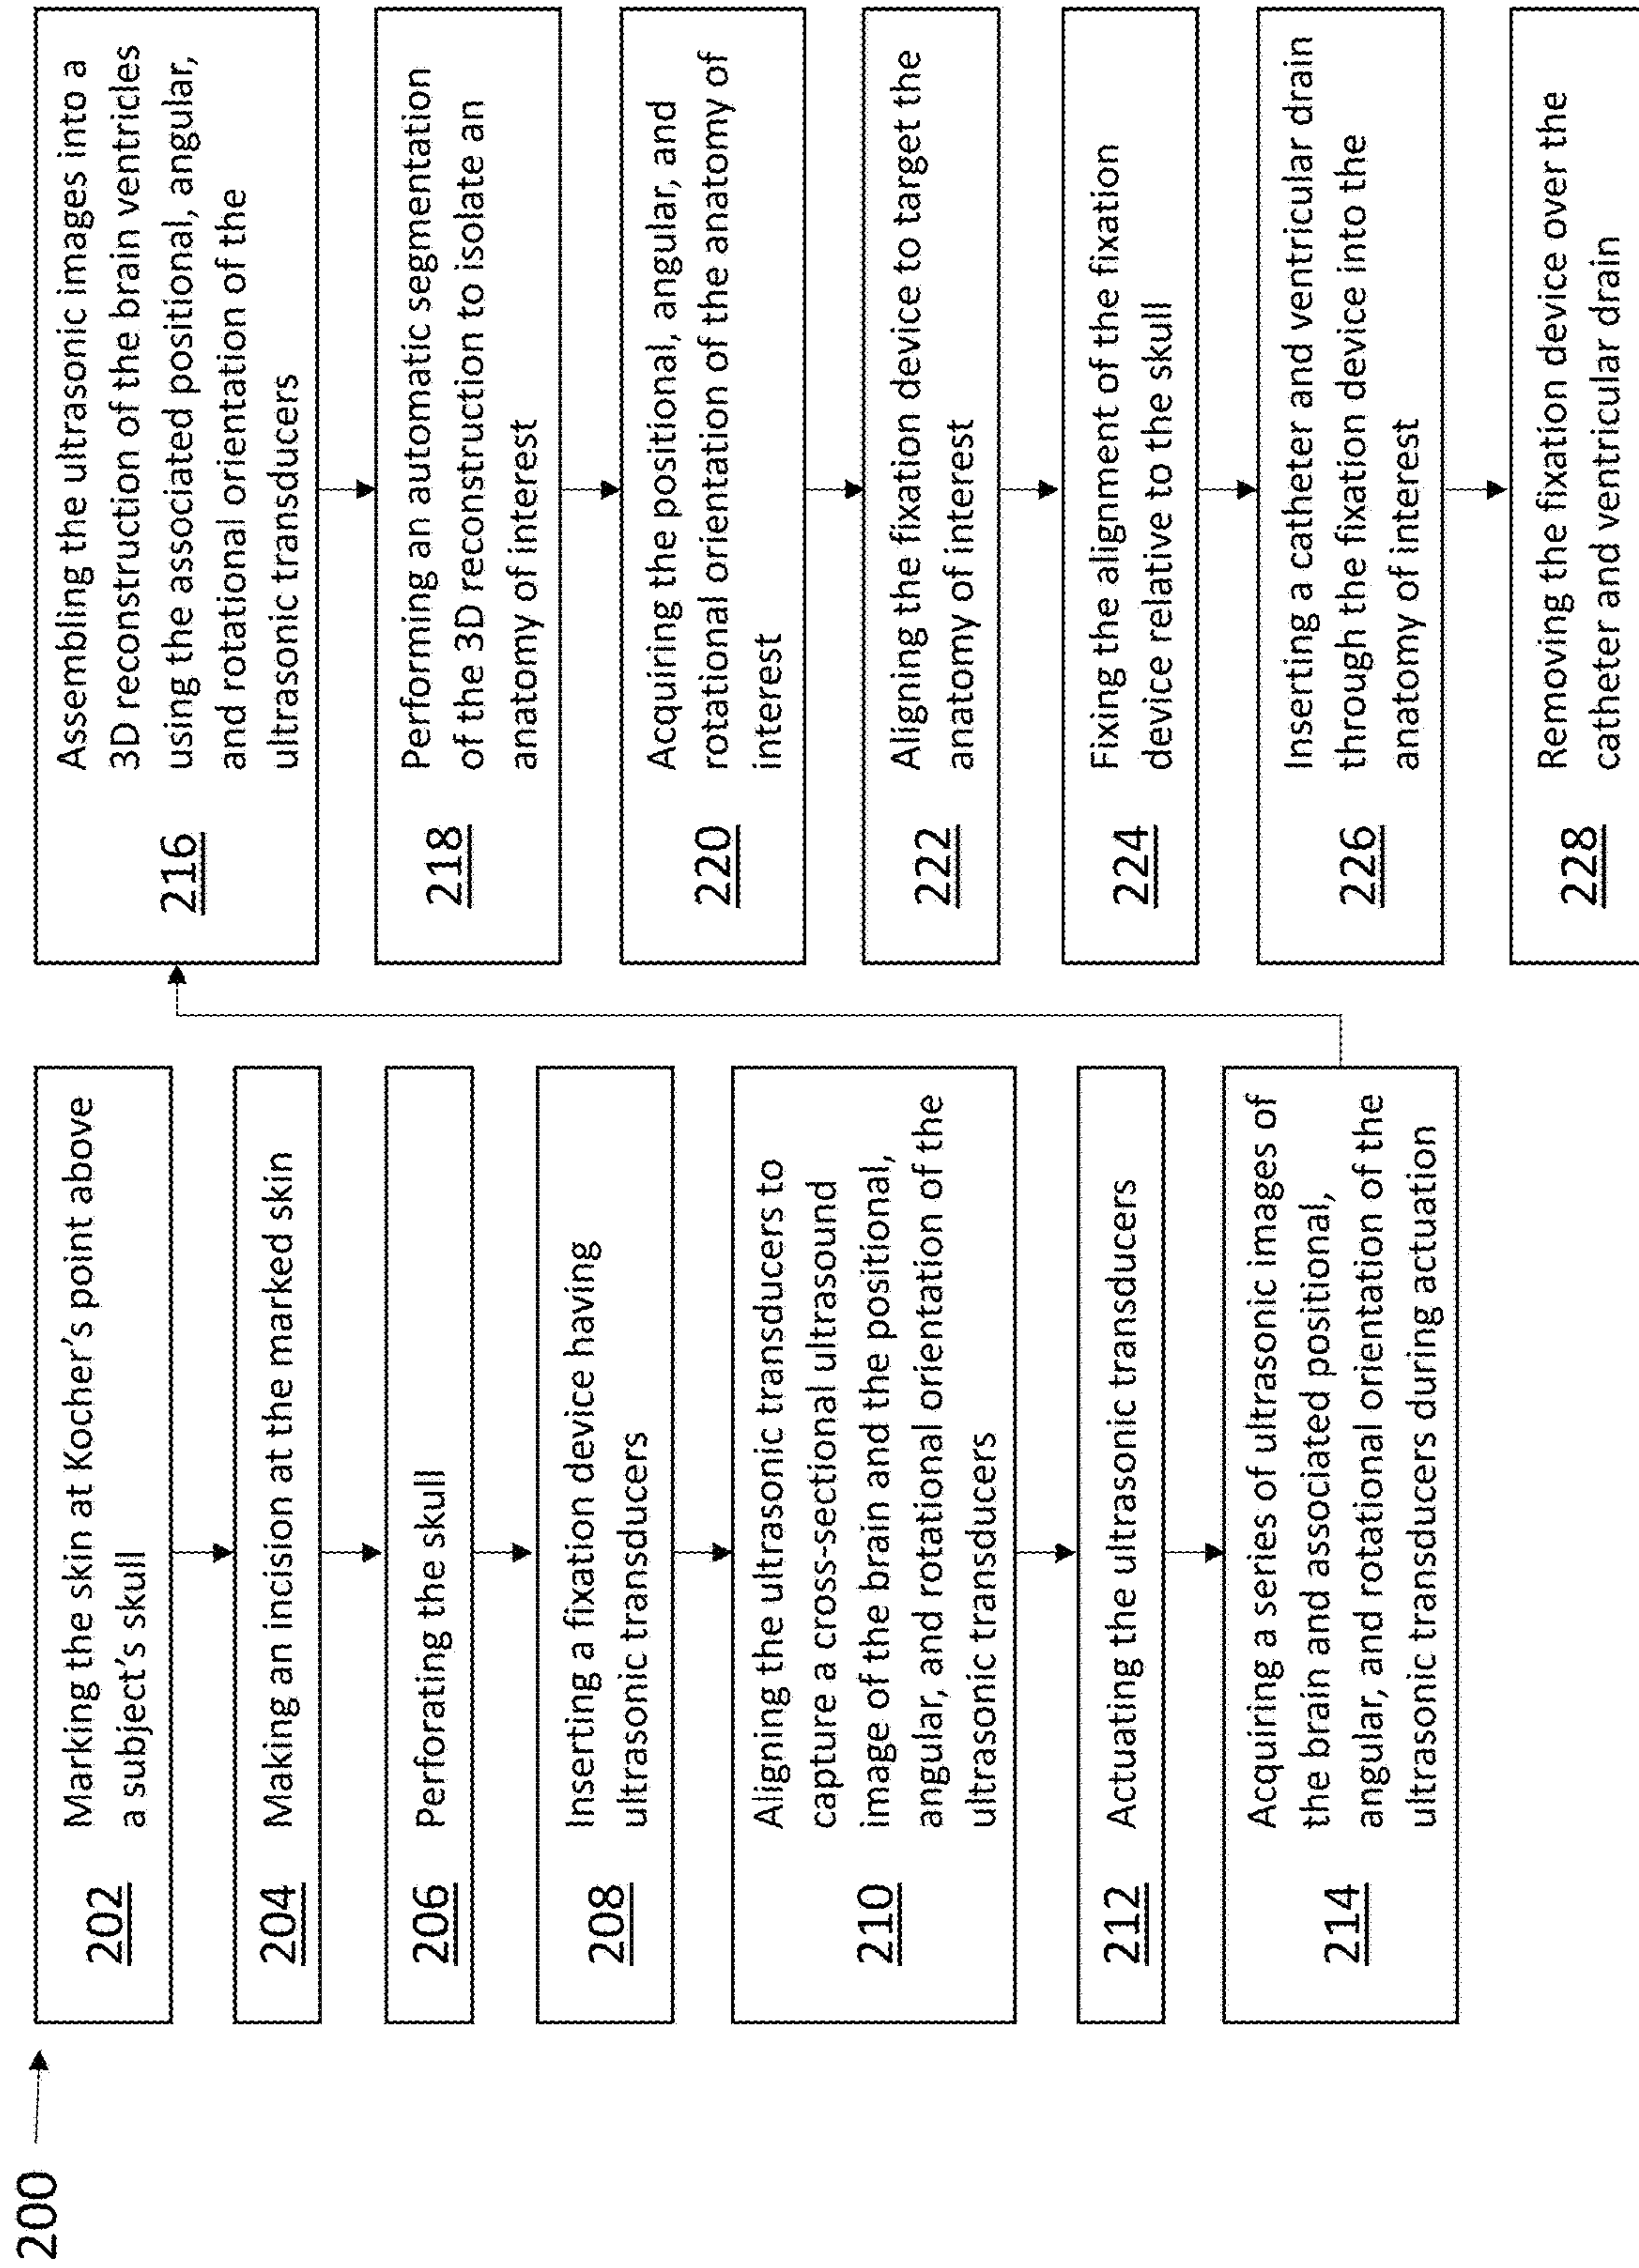 200
202
Marking the skin at Kocher's point above
a subject's skull
204
Making an incision at the marked skin
206
Perforating the skull
208
Inserting a fixation device having
ultrasonic transducers
210
Aligning the ultrasonic transducers to
capture a cross-sectional ultrasound
image of the brain and the positional,
angular, and rotational orientation of the
ultrasonic transducers
212
Actuating the ultrasonic transducers
214
Acquiring a series of ultrasonic images of
the brain and associated positional,
angular, and rotational orientation of the
ultrasonic transducers during actuation
216
Assembling the ultrasonic images into a
3D reconstruction of the brain ventricles
using the associated positional, angular,
and rotational orientation of the
ultrasonic transducers
218
Performing an automatic segmentation
of the 3D reconstruction to isolate an
anatomy of interest
220
Acquiring the positional, angular, and
rotational orientation of the anatomy of
interest
222
Aligning the fixation device to target the
anatomy of interest
224
Fixing the alignment of the fixation
device relative to the skull
226
Inserting a catheter and ventricular drain
through the fixation device into the
anatomy of interest
228
Removing the fixation device over the
catheter and ventricular drain